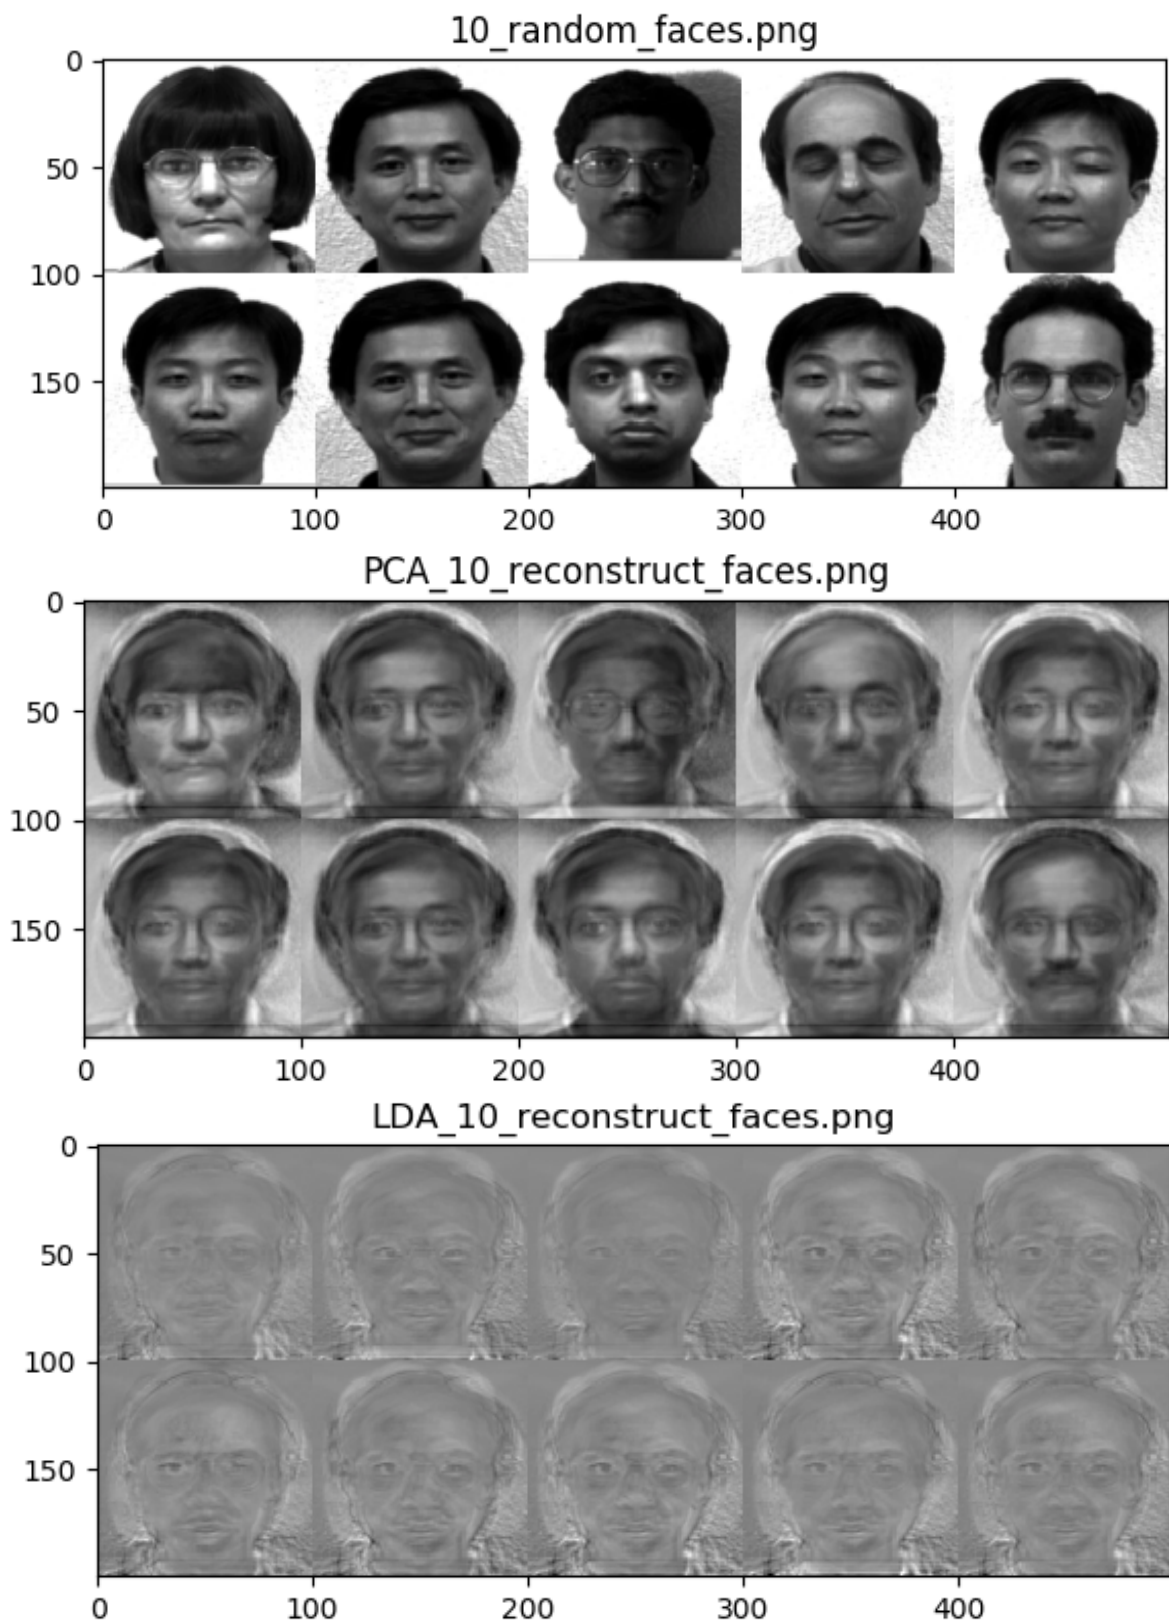 10_random_faces.png
0
50
100
150
0 100 200 300 400
PCA_10_reconstruct_faces.png
0
50
100
150
0 100 200 300 400
LDA_10_reconstruct_faces.png
0
50
100
150
0 100 200 300 400